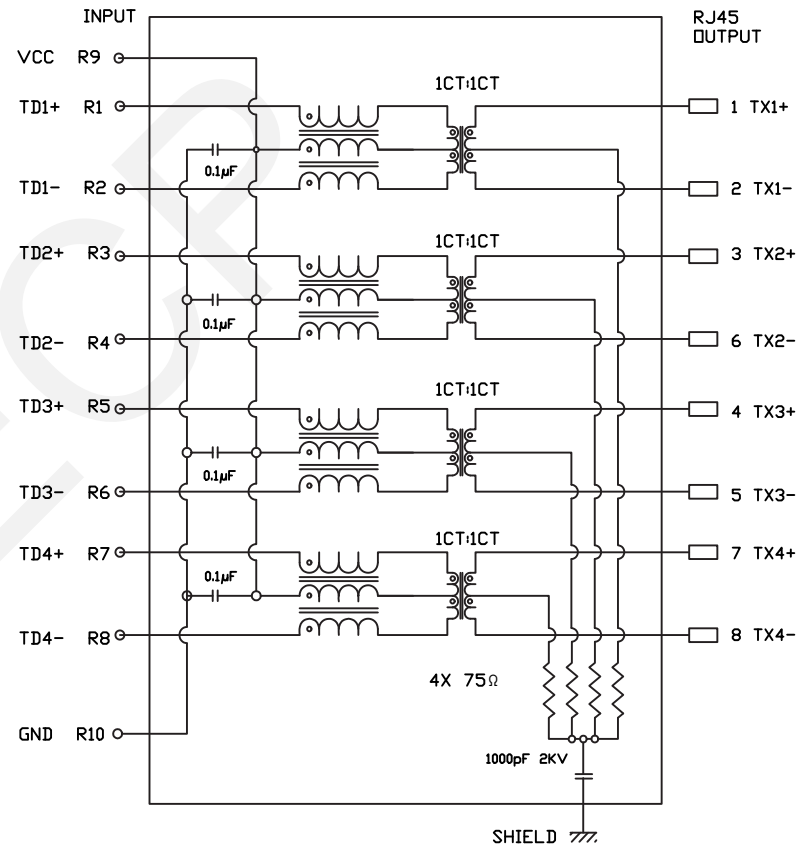 INPUT
RJ45
OUTPUT
VCC R9
1CT:1CT
TD1+ R1
1 TX1+
0.1µF
TD1- R2
2 TX1-
1CT:1CT
TD2+ R3
3 TX2+
0.1µF
TD2- R4
6 TX2-
1CT:1CT
TD3+ R5
4 TX3+
0.1µF
TD3- R6
5 TX3-
1CT:1CT
TD4+ R7
7 TX4+
0.1µF
TD4- R8
8 TX4-
4X 75Ω
GND R10
1000pF 2KV
SHIELD